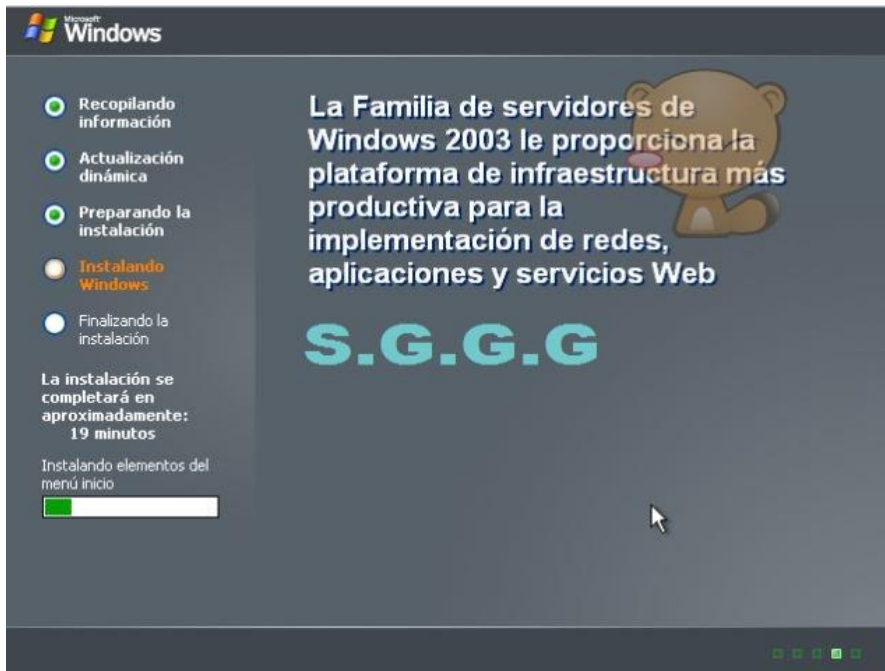 Microsoft
Windows
Recopilando
información
Actualización
dinámica
Preparando la
instalación
Instalando
Windows
Finalizando la
instalación
La instalación se
completará en
aproximadamente:
19 minutos
Instalando elementos del
menú inicio
La Familia de servidores de
Windows 2003 le proporciona la
plataforma de infraestructura más
productiva para la
implementación de redes,
aplicaciones y servicios Web
S.G.G.G